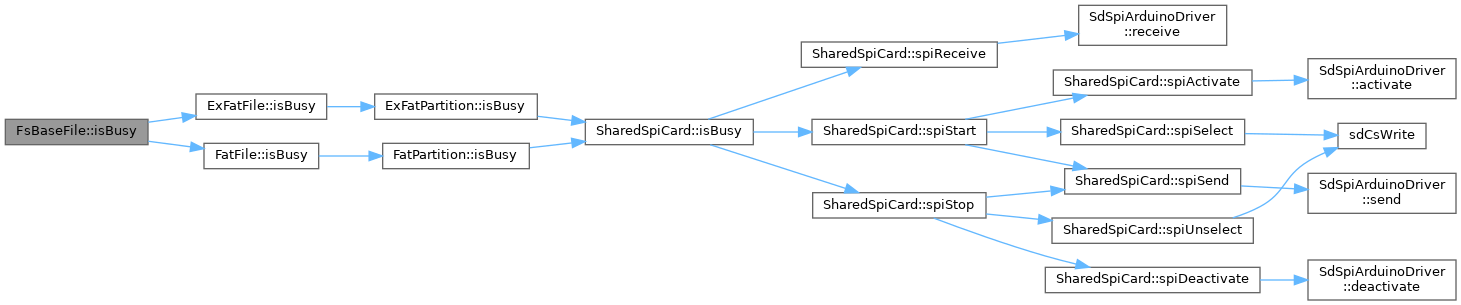 FsBaseFile::isBusy
ExFatFile::isBusy
FatFile::isBusy
ExFatPartition::isBusy
FatPartition::isBusy
SharedSpiCard::isBusy
SharedSpiCard::spiReceive
SharedSpiCard::spiStart
SharedSpiCard::spiStop
SdSpiArduinoDriver
::receive
SharedSpiCard::spiActivate
SharedSpiCard::spiSelect
SharedSpiCard::spiSend
SharedSpiCard::spiUnselect
SharedSpiCard::spiDeactivate
SdSpiArduinoDriver
::activate
sdCsWrite
SdSpiArduinoDriver
::send
SdSpiArduinoDriver
::deactivate